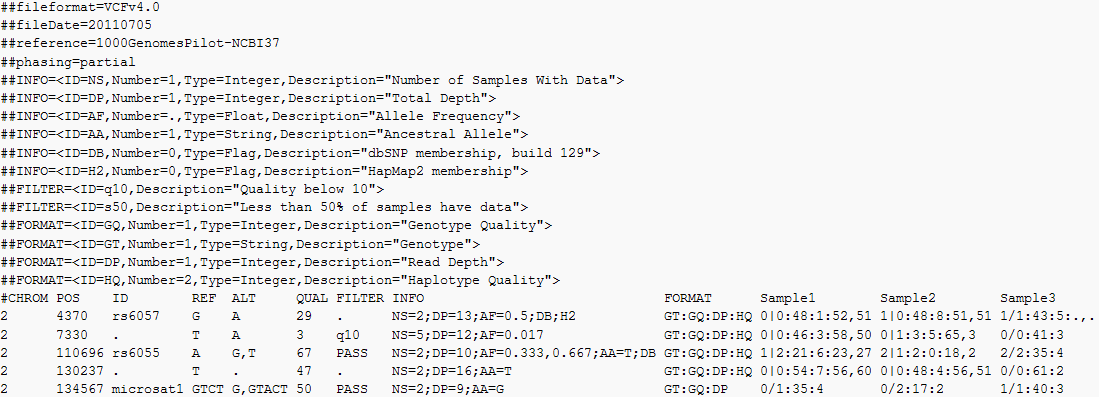 ##fileformat=VCFv4.0
##fileDate=20110705
##reference=1000GenomesPilot-NCBI37
##phasing=partial
##INFO=<ID=NS,Number=1,Type=Integer,Description="Number of Samples With Data">
##INFO=<ID=DP,Number=1,Type=Integer,Description="Total Depth">
##INFO=<ID=AF,Number=.,Type=Float,Description="Allele Frequency">
##INFO=<ID=AA,Number=1,Type=String,Description="Ancestral Allele">
##INFO=<ID=DB,Number=0,Type=Flag,Description="dbSNP membership, build 129">
##INFO=<ID=H2,Number=0,Type=Flag,Description="HapMap2 membership">
##FILTER=<ID=q10,Description="Quality below 10">
##FILTER=<ID=s50,Description="Less than 50% of samples have data">
##FORMAT=<ID=GQ,Number=1,Type=Integer,Description="Genotype Quality">
##FORMAT=<ID=GT,Number=1,Type=String,Description="Genotype">
##FORMAT=<ID=DP,Number=1,Type=Integer,Description="Read Depth">
##FORMAT=<ID=HQ,Number=2,Type=Integer,Description="Haplotype Quality">
#CHROM POS    ID        REF  ALT    QUAL FILTER INFO                              FORMAT      Sample1        Sample2        Sample3
2      4370   rs6057    G    A      29   .      NS=2;DP=13;AF=0.5;DB;H2           GT:GQ:DP:HQ 0|0:48:1:52,51 1|0:48:8:51,51 1/1:43:5:.,.
2      7330   .         T    A      3    q10    NS=5;DP=12;AF=0.017               GT:GQ:DP:HQ 0|0:46:3:58,50 0|1:3:5:65,3   0/0:41:3
2      110696 rs6055    A    G,T    67   PASS   NS=2;DP=10;AF=0.333,0.667;AA=T;DB GT:GQ:DP:HQ 1|2:21:6:23,27 2|1:2:0:18,2   2/2:35:4
2      130237 .         T    .      47   .      NS=2;DP=16;AA=T                   GT:GQ:DP:HQ 0|0:54:7:56,60 0|0:48:4:56,51 0/0:61:2
2      134567 microsat1 GTCT G,GTACT 50  PASS   NS=2;DP=9;AA=G                    GT:GQ:DP    0/1:35:4       0/2:17:2       1/1:40:3